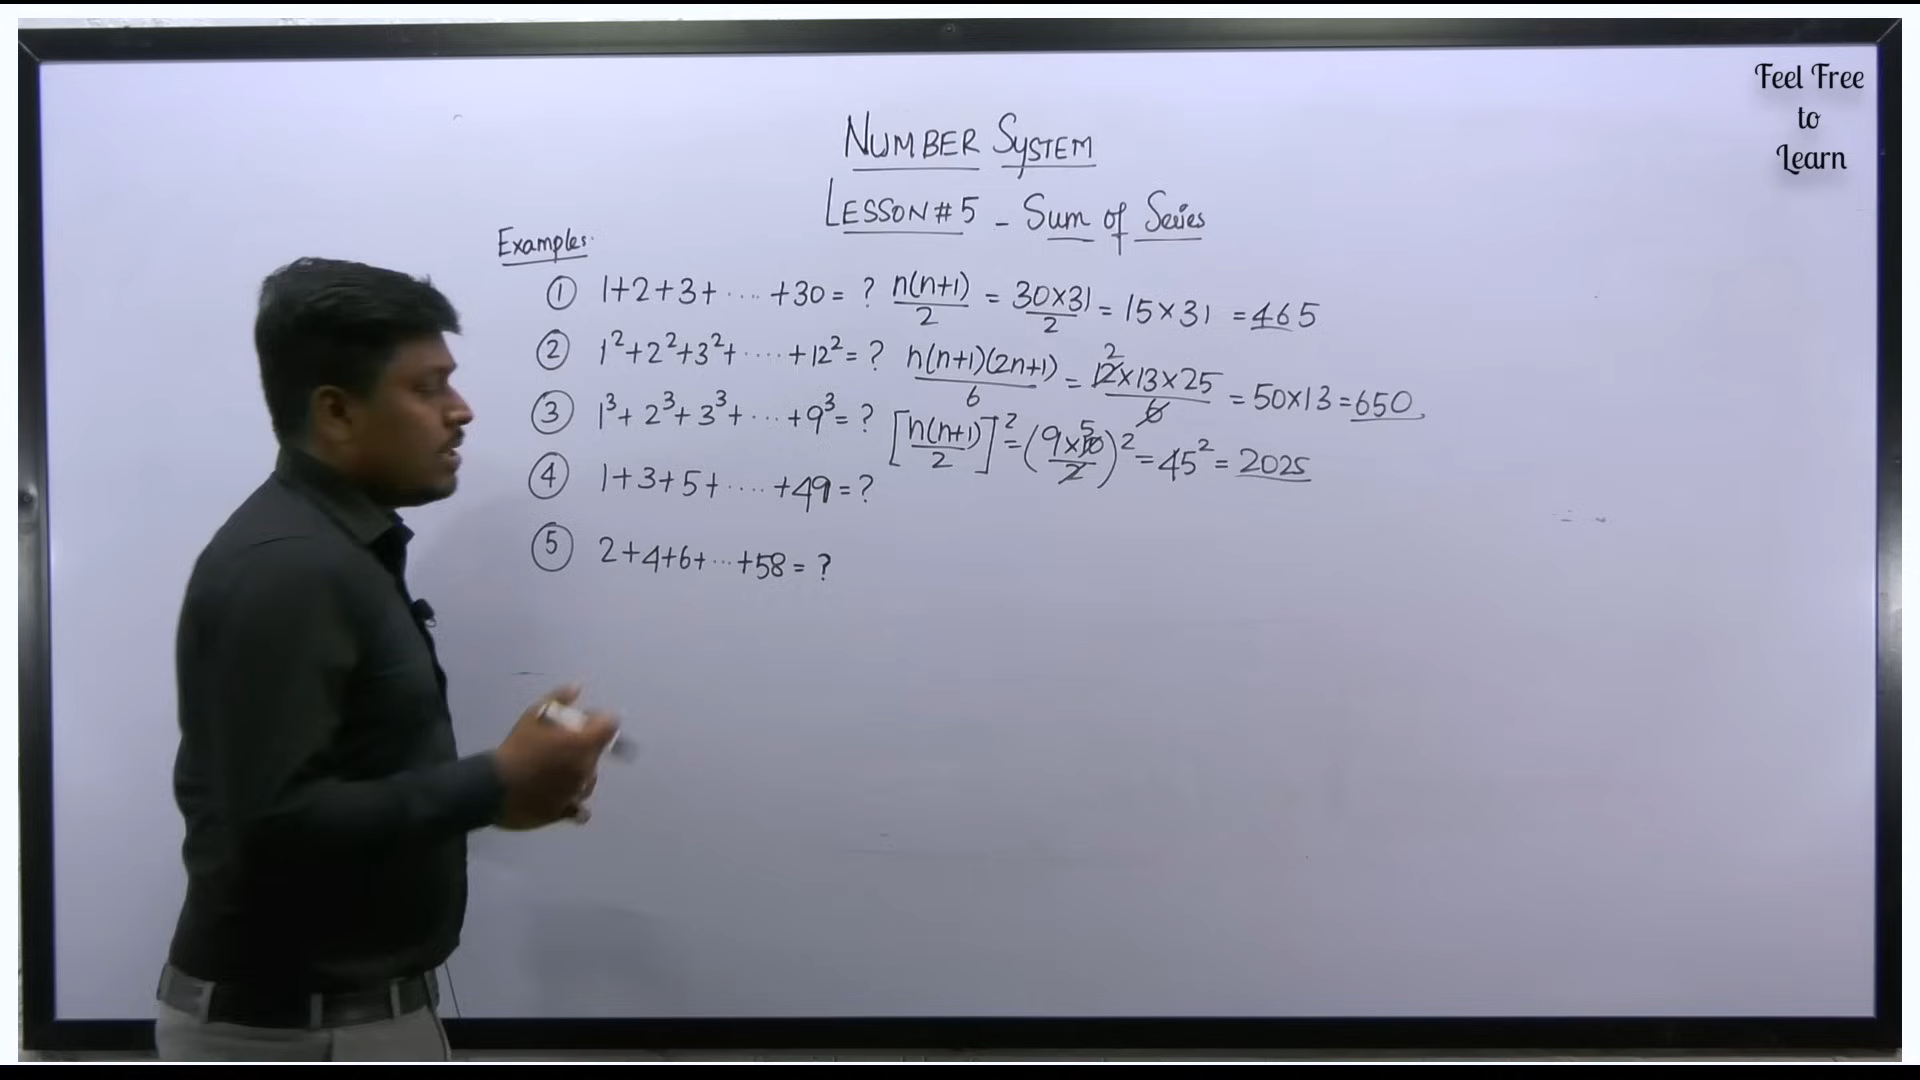 Feel Free
to
Learn
NUMBER SYSTEM
LESSON # 5 - Sum of Series
Examples.
① 1+2+3+ ..... +30 = ? n(n+1)/2 = 30×31/2 = 15×31 = 465
② 1²+2²+3²+ ..... +12² = ? n(n+1)(2n+1)/6 = 12×13×25/6 2 = 50×13 = 650
③ 1³+2³+3³+ .... +9³ = ? [n(n+1)/2]² = (9×10/2)² 5 = 45² = 2025
④ 1+3+5+ ..... +49 = ?
⑤ 2+4+6+ ... +58 = ?